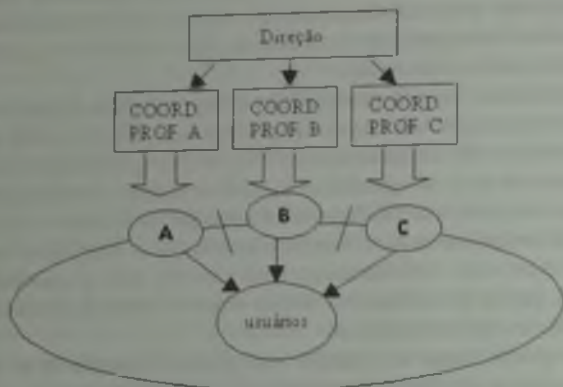 Direção
COORD.
PROF. A
COORD.
PROF. B
COORD.
PROF. C
A
B
C
usuários